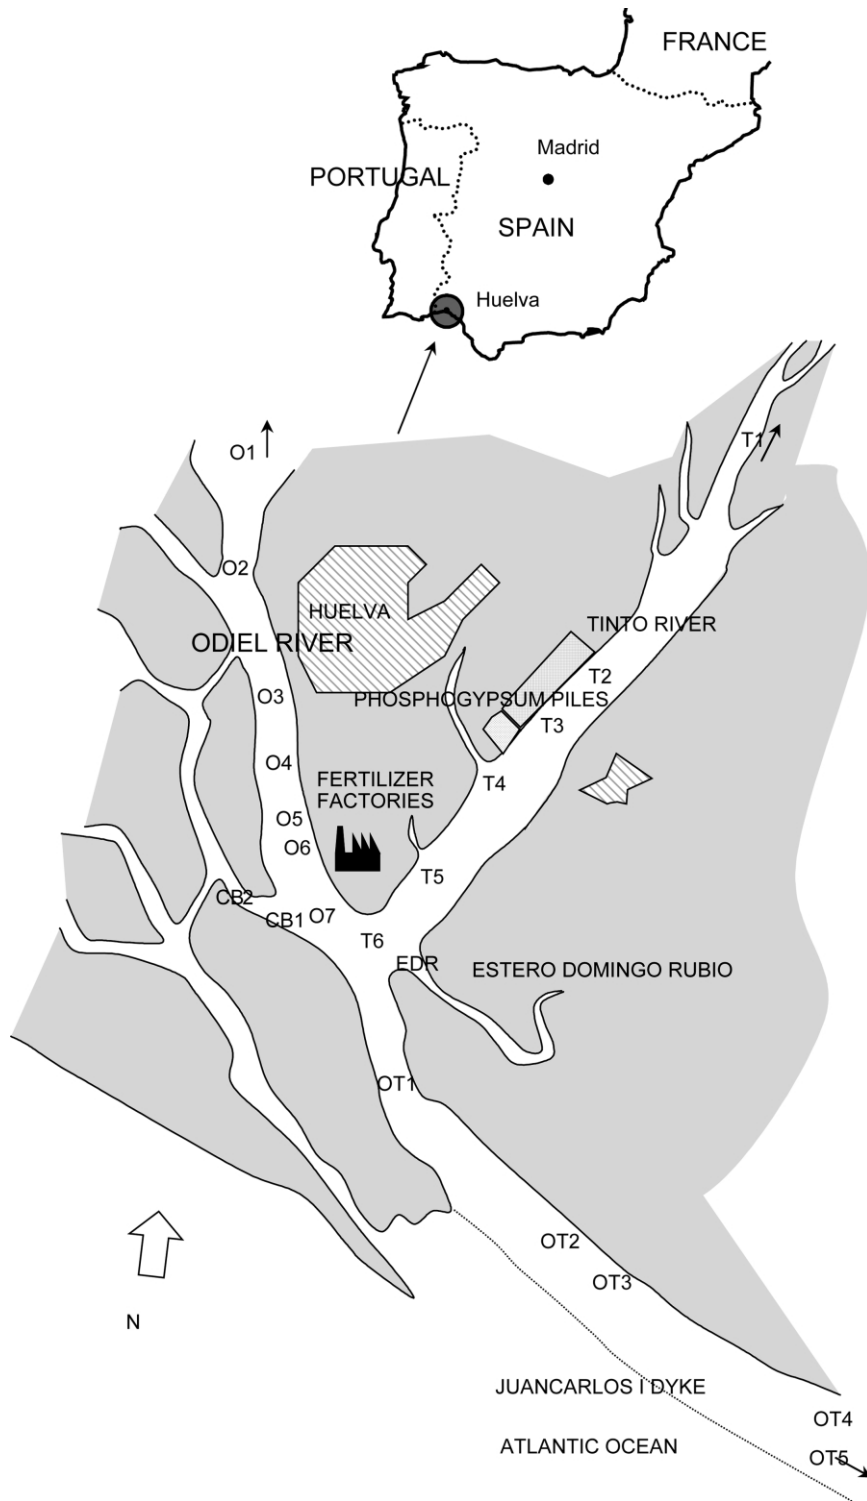 FRANCE
Madrid
PORTUGAL
SPAIN
Huelva
T1
O1
O2
HUELVA
TINTO RIVER
ODIEL RIVER
T2
O3
PHOSPHOGYPSUM PILES
T3
O4
FERTILIZER
FACTORIES
T4
O5
O6
T5
CB2
CB1
O7
T6
EDR
ESTERO DOMINGO RUBIO
OT1
OT2
OT3
N
JUANCARLOS I DYKE
OT4
ATLANTIC OCEAN
OT5